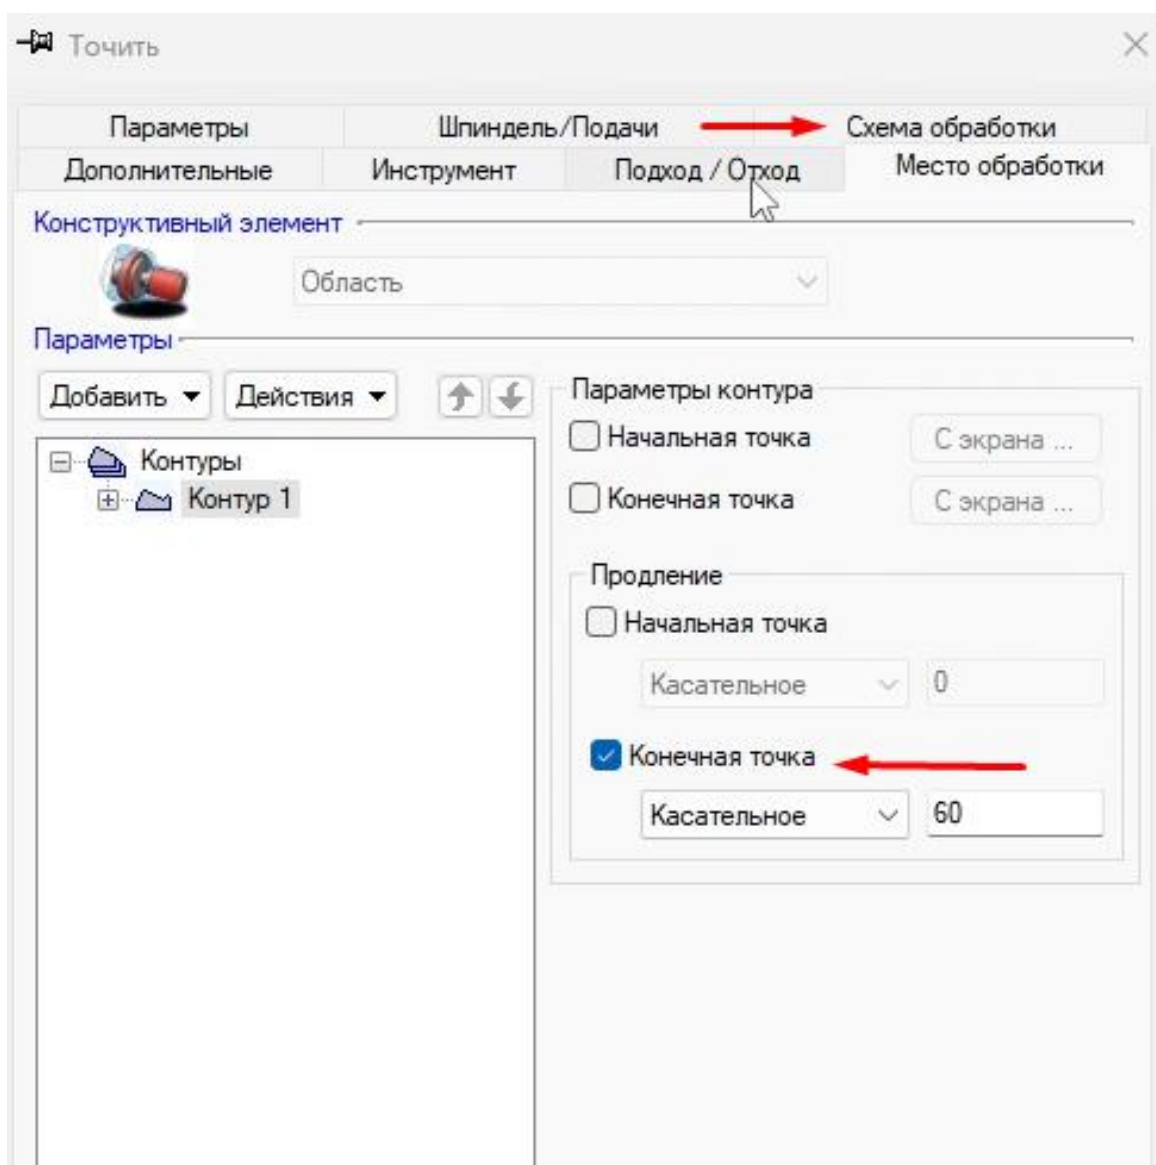 Точить
Параметры Шпиндель/Подачи Схема обработки
Дополнительные Инструмент Подход / Отход Место обработки
Конструктивный элемент
Область
Параметры
Добавить Действия
Контуры
Контур 1
Параметры контура
Начальная точка С экрана ...
Конечная точка С экрана ...
Продление
Начальная точка
Касательное 0
Конечная точка
Касательное 60